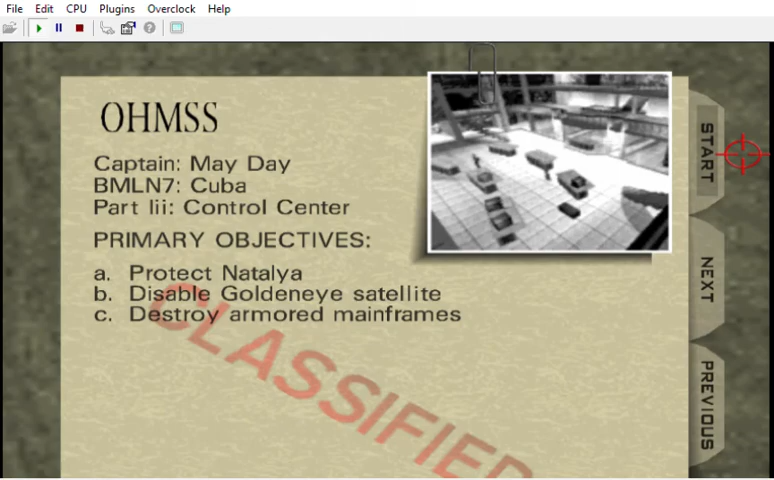 File Edit CPU Plugins Overclock Help
OHMSS
Captain: May Day
BMLN7: Cuba
Part Iii: Control Center
PRIMARY OBJECTIVES:
a. Protect Natalya
b. Disable Goldeneye satellite
c. Destroy armored mainframes
CLASSIFIED
START
NEXT
PREVIOUS